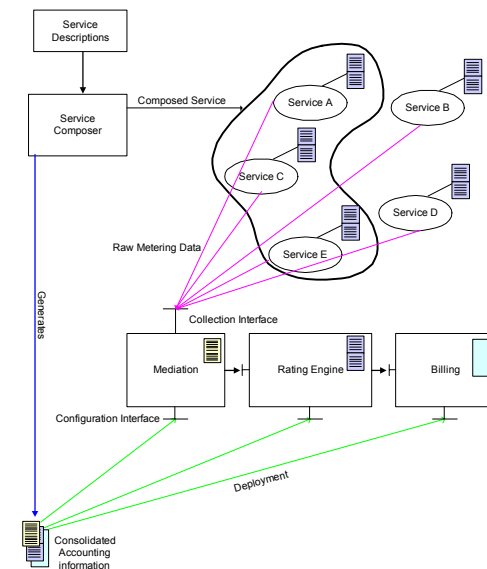 Service
Descriptions
Service
Composer
Composed Service
Service A
Service B
Service C
Service D
Service E
Raw Metering Data
Generates
Collection Interface
Mediation
Rating Engine
Billing
Configuration Interface
Deployment
Consolidated
Accounting
information